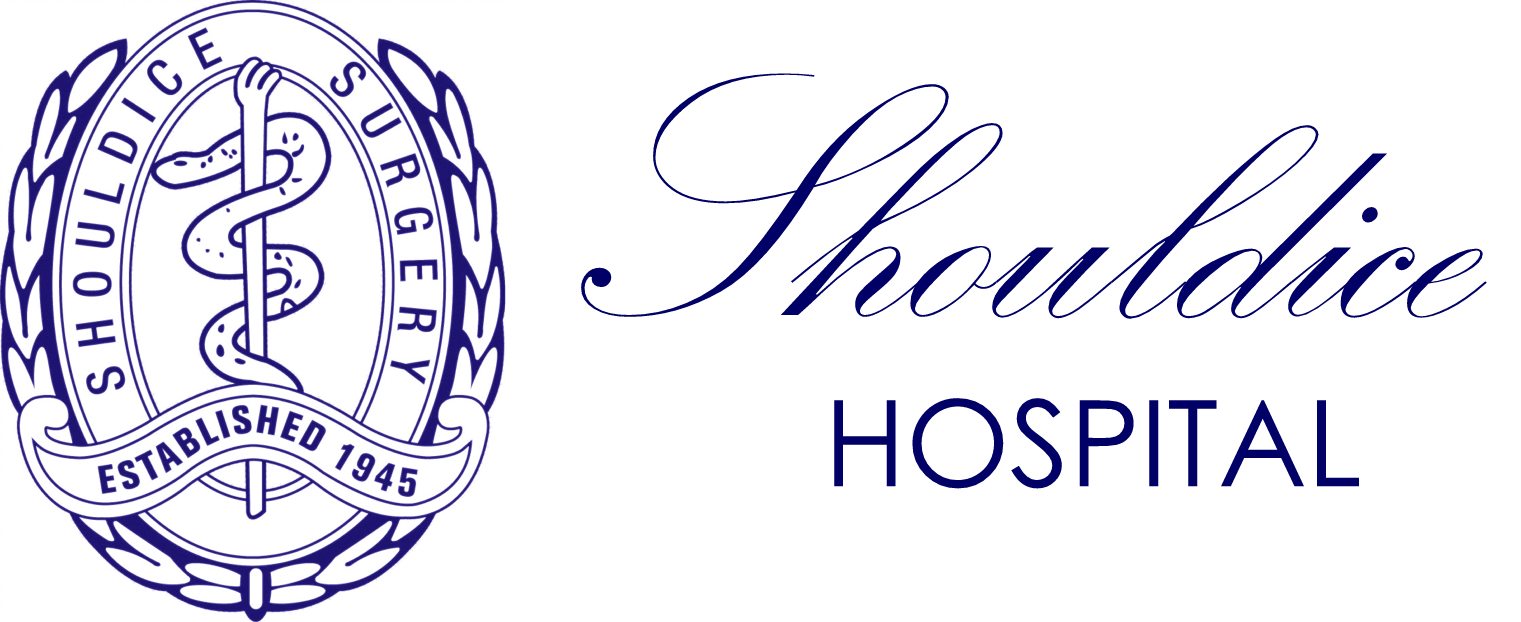 SHOULDICE SURGERY
ESTABLISHED 1945
Shouldice
HOSPITAL